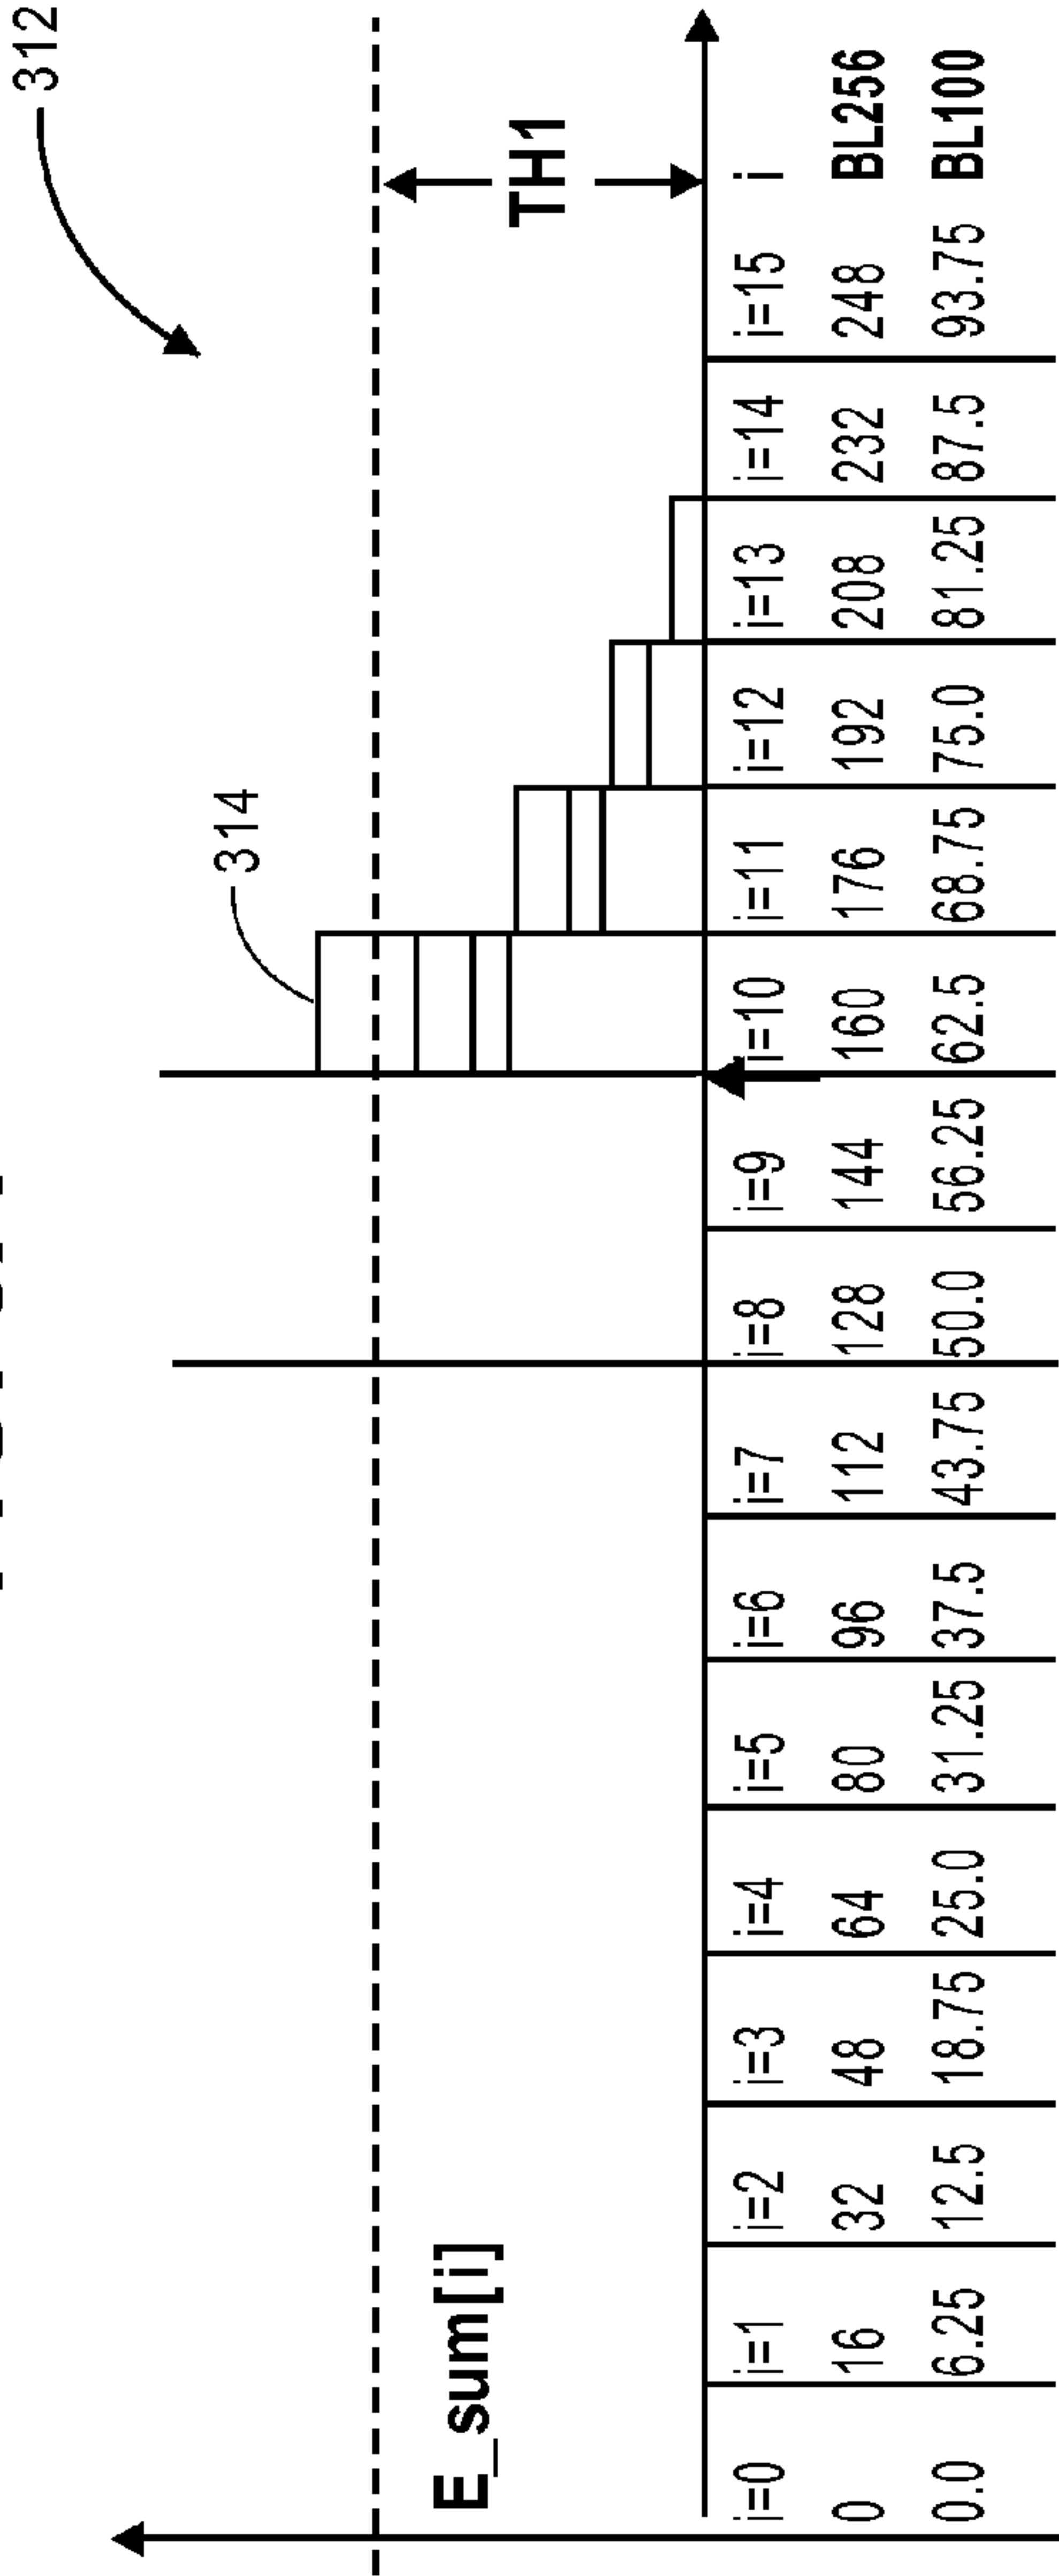 312
314
TH1
E_sum[i]
i=0 i=1 i=2 i=3 i=4 i=5 i=6 i=7 i=8 i=9 i=10 i=11 i=12 i=13 i=14 i=15 i
0 16 32 48 64 80 96 112 128 144 160 176 192 208 232 248 BL256
0.0 6.25 12.5 18.75 25.0 31.25 37.5 43.75 50.0 56.25 62.5 68.75 75.0 81.25 87.5 93.75 BL100